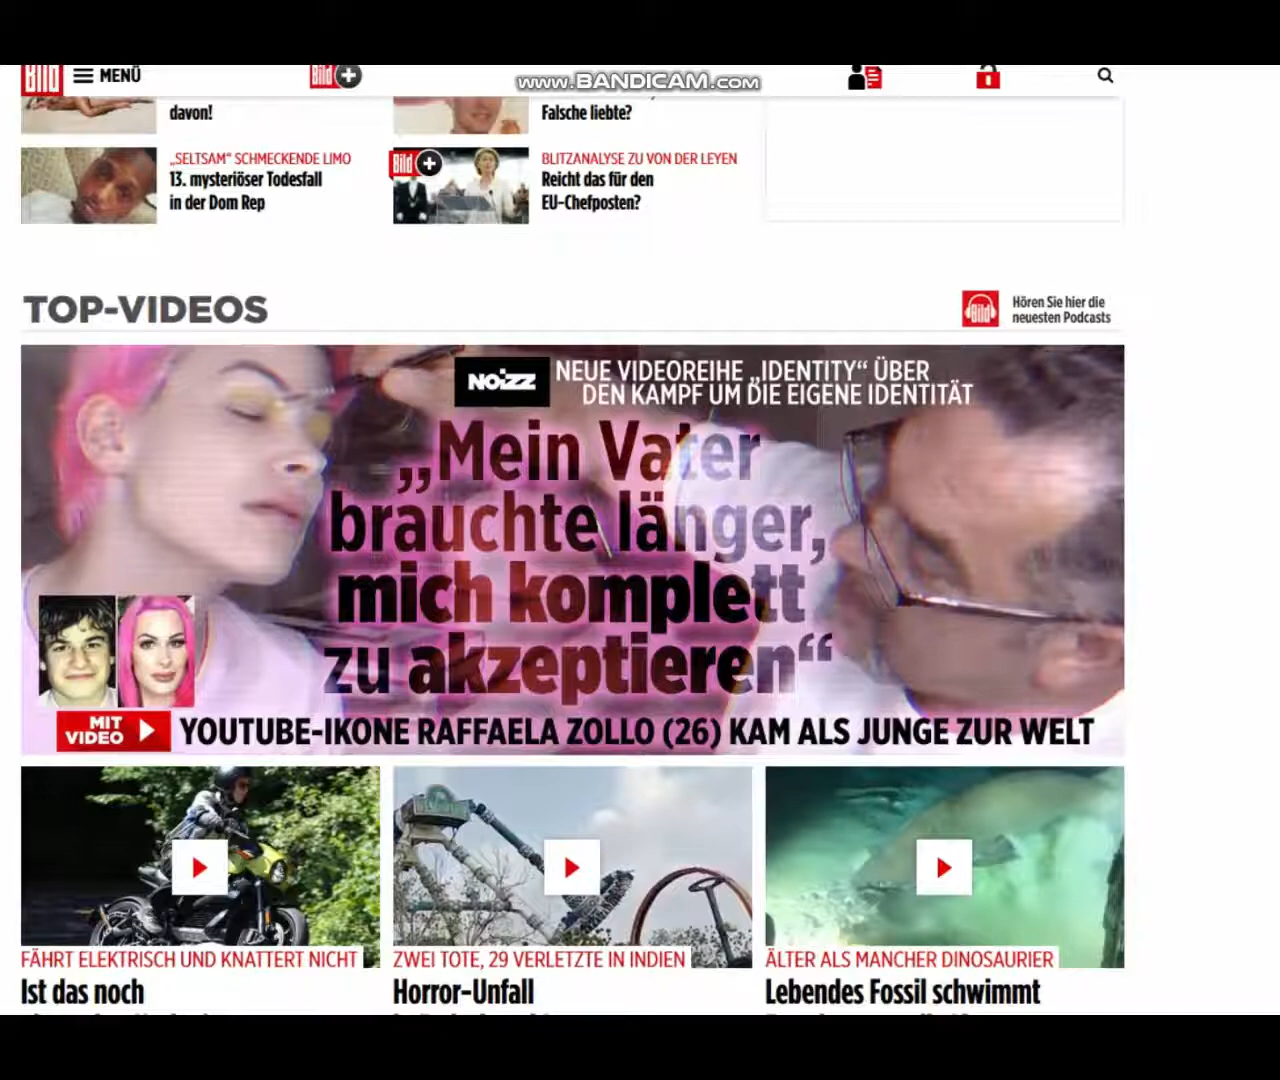 Bild MENÜ
Bild +
www.BANDICAM.com
davon!
Falsche liebte?
„SELTSAM“ SCHMECKENDE LIMO
13. mysteriöser Todesfall
in der Dom Rep
Bild +
BLITZANALYSE ZU VON DER LEYEN
Reicht das für den
EU-Chefposten?
TOP-VIDEOS
Bild
Hören Sie hier die
neuesten Podcasts
NOIZZ
NEUE VIDEOREIHE „IDENTITY“ ÜBER
DEN KAMPF UM DIE EIGENE IDENTITÄT
„Mein Vater
brauchte länger,
mich komplett
zu akzeptieren“
MIT
VIDEO
YOUTUBE-IKONE RAFFAELA ZOLLO (26) KAM ALS JUNGE ZUR WELT
FÄHRT ELEKTRISCH UND KNATTERT NICHT
Ist das noch
ZWEI TOTE, 29 VERLETZTE IN INDIEN
Horror-Unfall
ÄLTER ALS MANCHER DINOSAURIER
Lebendes Fossil schwimmt